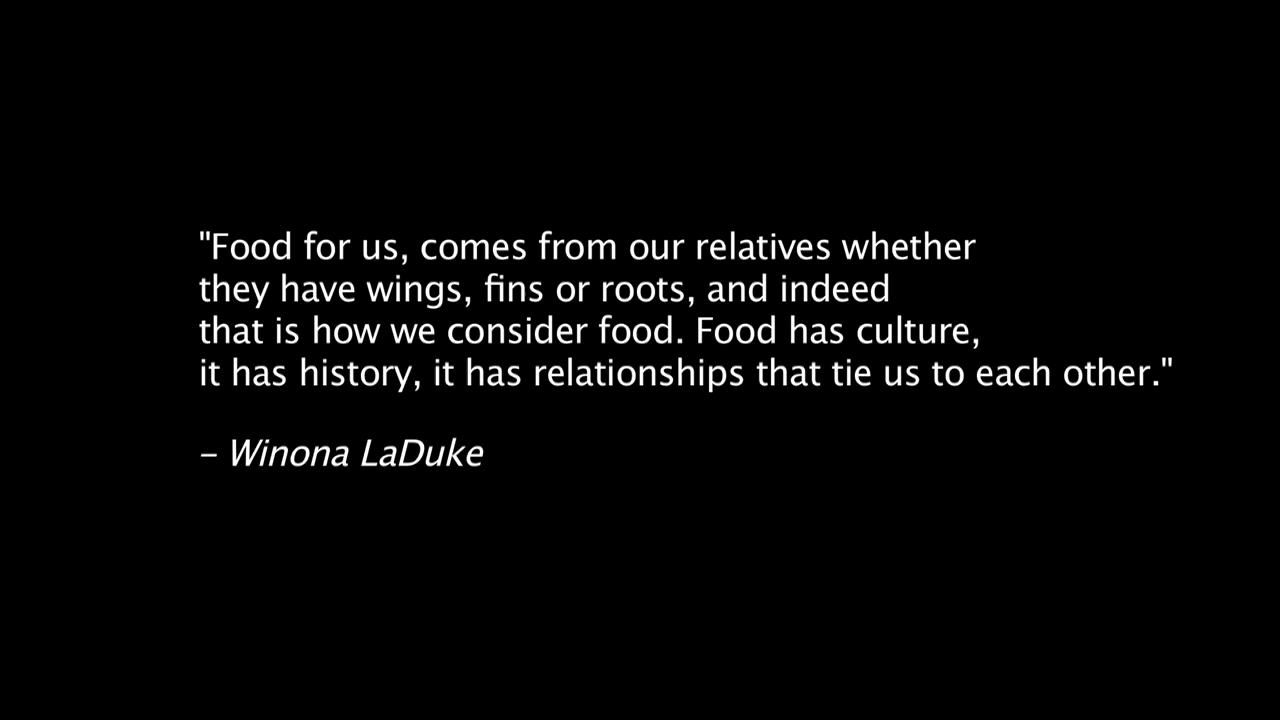 "Food for us, comes from our relatives whether
they have wings, fins or roots, and indeed
that is how we consider food. Food has culture,
it has history, it has relationships that tie us to each other."
– Winona LaDuke